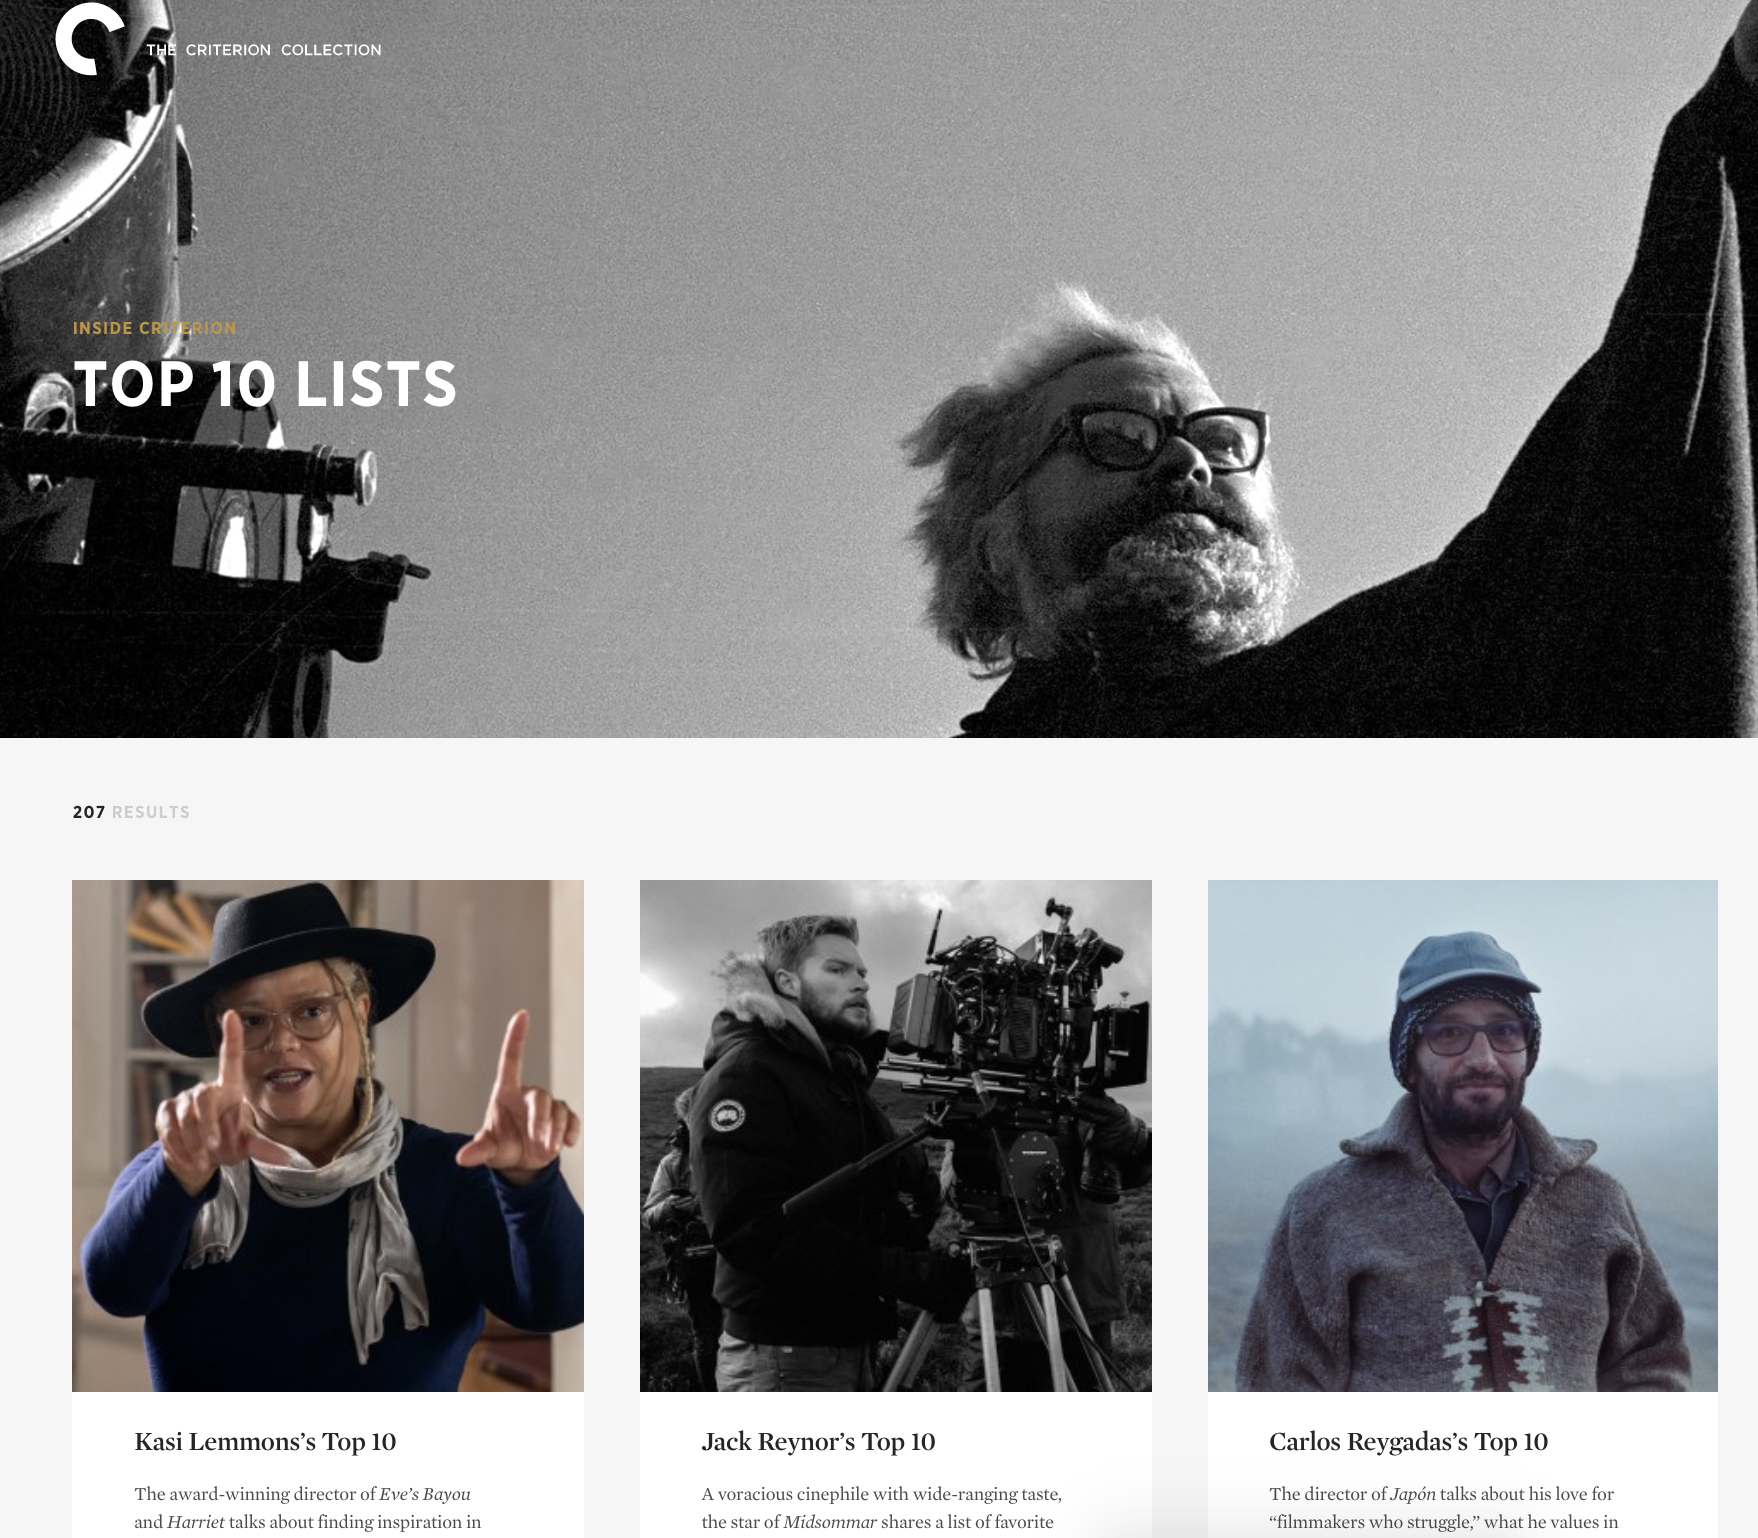 THE CRITERION COLLECTION
INSIDE CRITERION
TOP 10 LISTS
207 RESULTS
Kasi Lemmons’s Top 10
The award-winning director of Eve’s Bayou
and Harriet talks about finding inspiration in
Jack Reynor’s Top 10
A voracious cinephile with wide-ranging taste,
the star of Midsommar shares a list of favorite
Carlos Reygadas’s Top 10
The director of Japón talks about his love for
“filmmakers who struggle,” what he values in